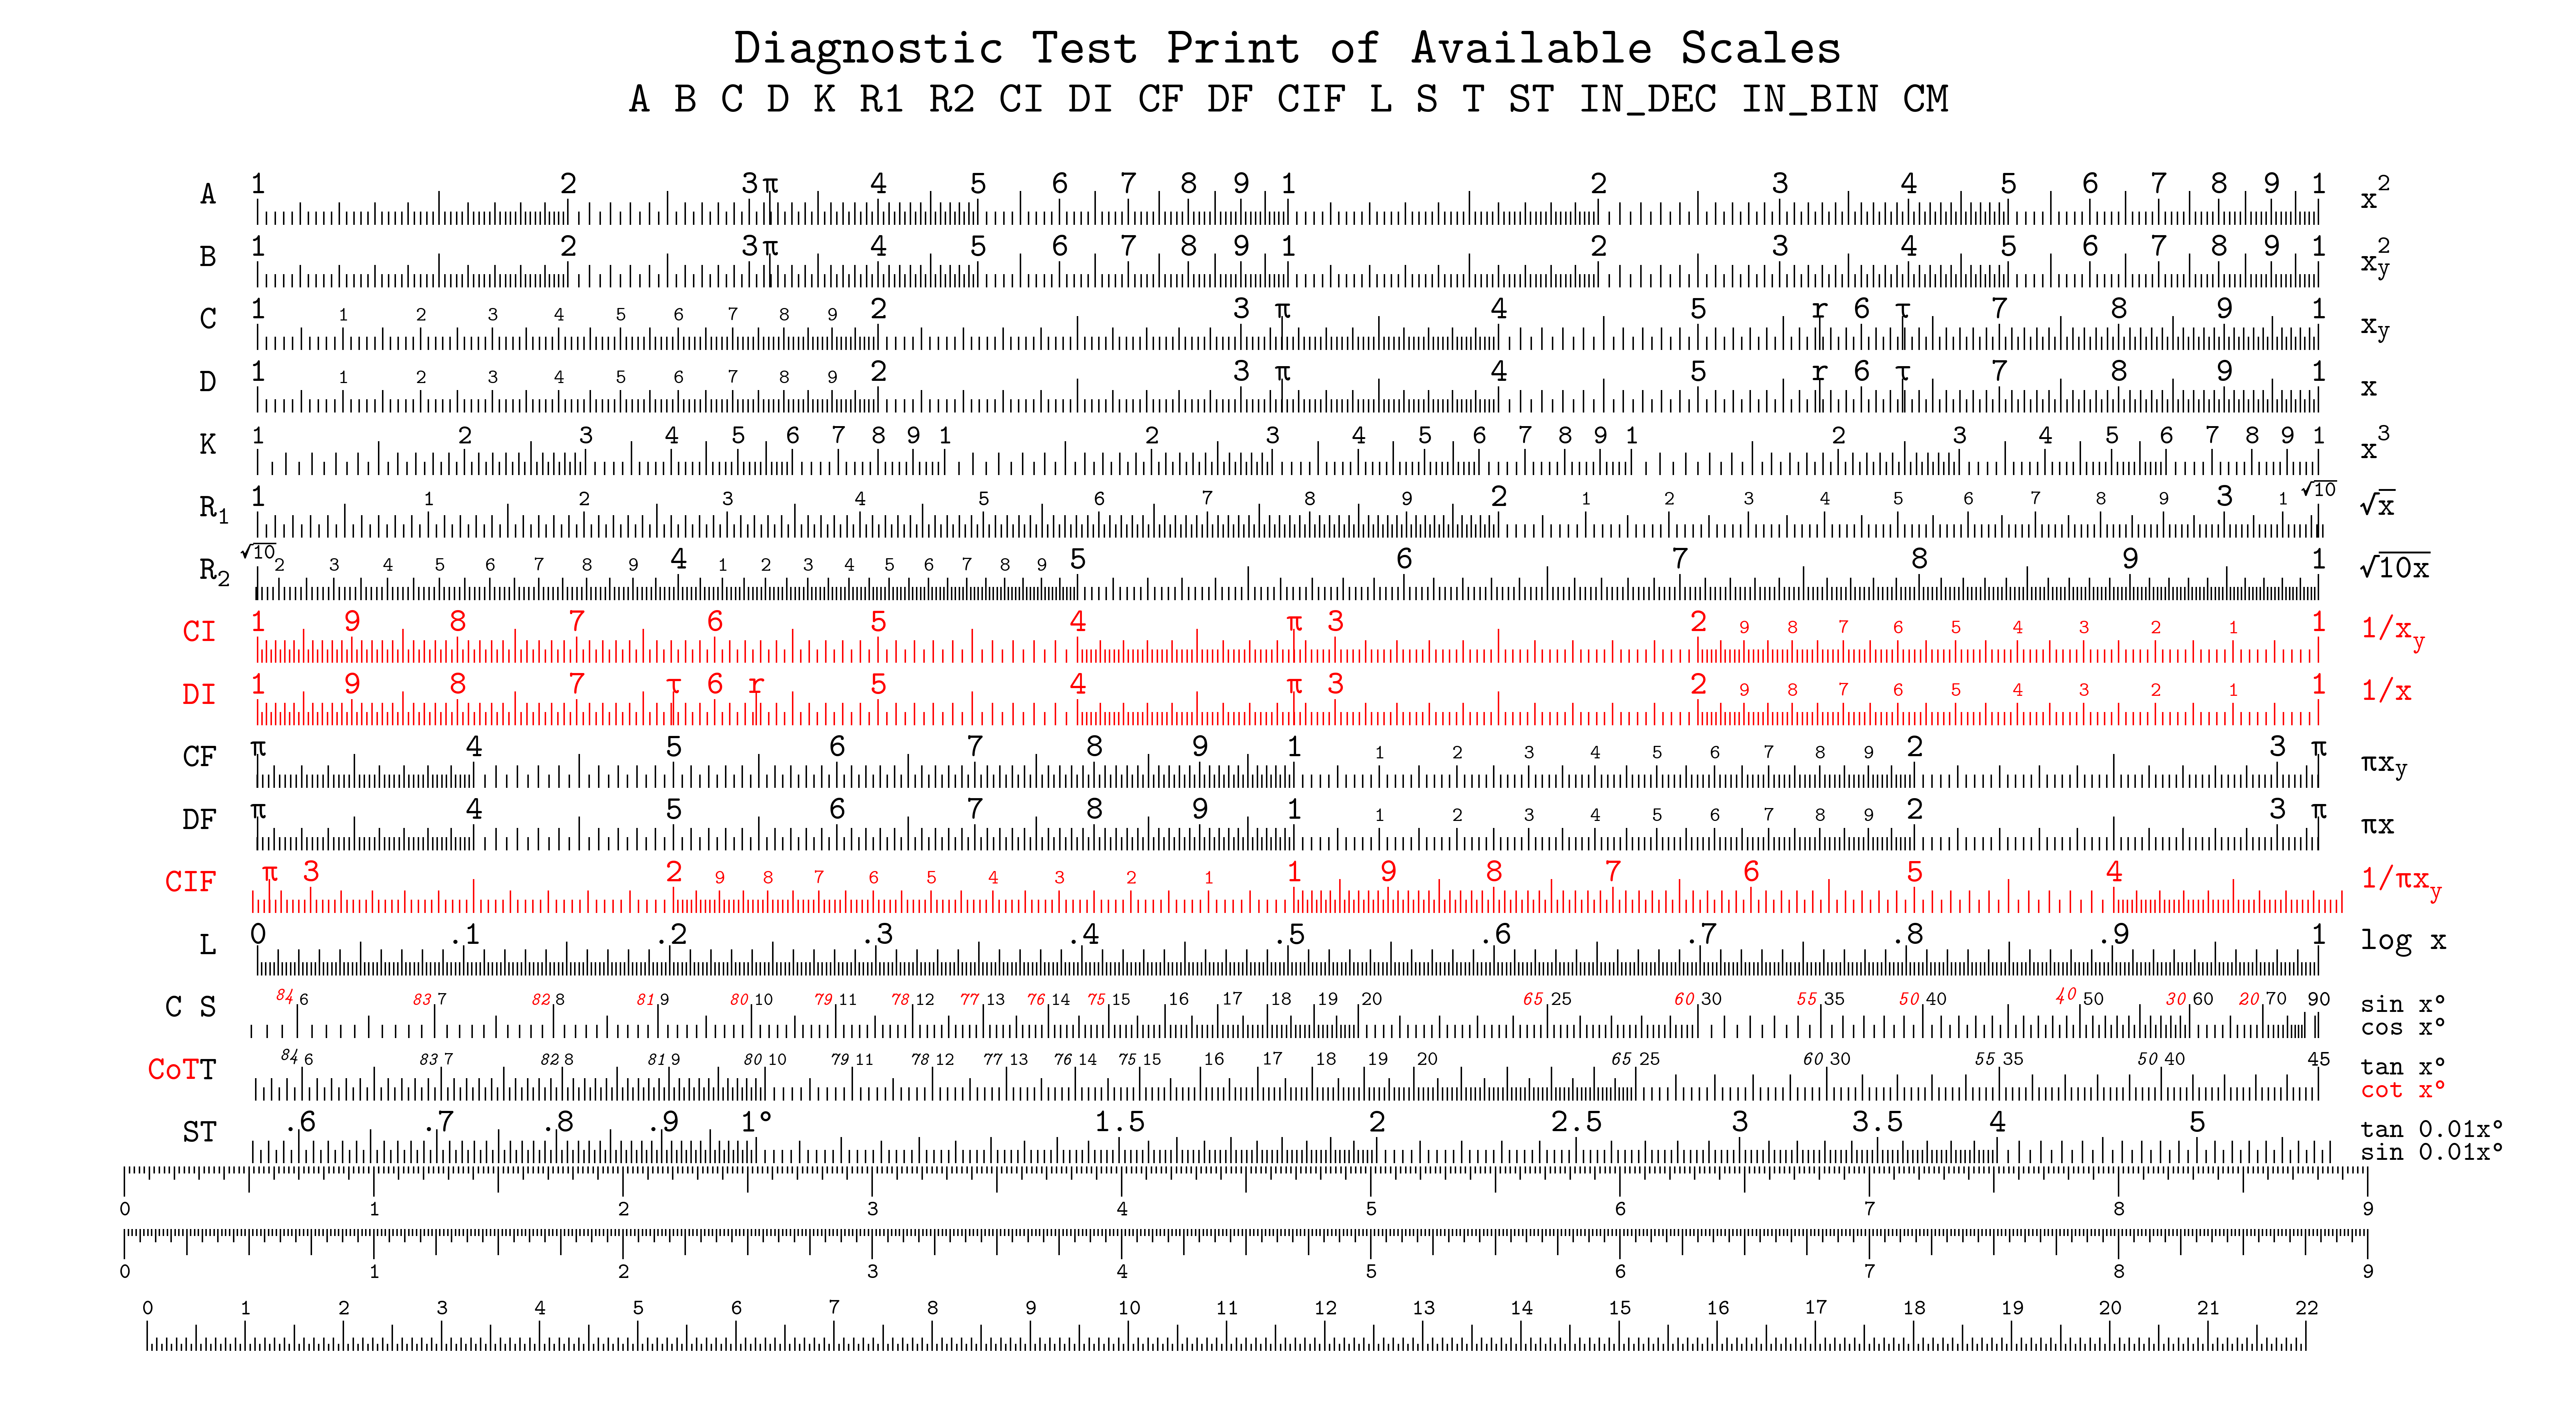 Diagnostic Test Print of Available Scales
A B C D K R1 R2 CI DI CF DF CIF L S T ST IN_DEC IN_BIN CM
A 1 2 3 π 4 5 6 7 8 9 1 2 3 4 5 6 7 8 9 1 x²
B 1 2 3 π 4 5 6 7 8 9 1 2 3 4 5 6 7 8 9 1 x_y²
C 1 1 2 3 4 5 6 7 8 9 2 3 π 4 5 r 6 τ 7 8 9 1 x_y
D 1 1 2 3 4 5 6 7 8 9 2 3 π 4 5 r 6 τ 7 8 9 1 x
K 1 2 3 4 5 6 7 8 9 1 2 3 4 5 6 7 8 9 1 2 3 4 5 6 7 8 9 1 x³
R₁ 1 1 2 3 4 5 6 7 8 9 2 1 2 3 4 5 6 7 8 9 3 1 √10 √x
R₂ √10 2 3 4 5 6 7 8 9 4 1 2 3 4 5 6 7 8 9 5 6 7 8 9 1 √10x
CI 1 9 8 7 6 5 4 π 3 2 9 8 7 6 5 4 3 2 1 1 1/x_y
DI 1 9 8 7 τ 6 r 5 4 π 3 2 9 8 7 6 5 4 3 2 1 1 1/x
CF π 4 5 6 7 8 9 1 1 2 3 4 5 6 7 8 9 2 3 π πx_y
DF π 4 5 6 7 8 9 1 1 2 3 4 5 6 7 8 9 2 3 π πx
CIF π 3 2 9 8 7 6 5 4 3 2 1 1 9 8 7 6 5 4 1/πx_y
L 0 .1 .2 .3 .4 .5 .6 .7 .8 .9 1 log x
C S 84 6 83 7 82 8 81 9 80 10 79 11 78 12 77 13 76 14 75 15 16 17 18 19 20 65 25 60 30 55 35 50 40 40 50 30 60 20 70 90 sin x°
cos x°
CoT T 84 6 83 7 82 8 81 9 80 10 79 11 78 12 77 13 76 14 75 15 16 17 18 19 20 65 25 60 30 55 35 50 40 45 tan x°
cot x°
ST .6 .7 .8 .9 1° 1.5 2 2.5 3 3.5 4 5 tan 0.01x°
sin 0.01x°
0 1 2 3 4 5 6 7 8 9
0 1 2 3 4 5 6 7 8 9
0 1 2 3 4 5 6 7 8 9 10 11 12 13 14 15 16 17 18 19 20 21 22